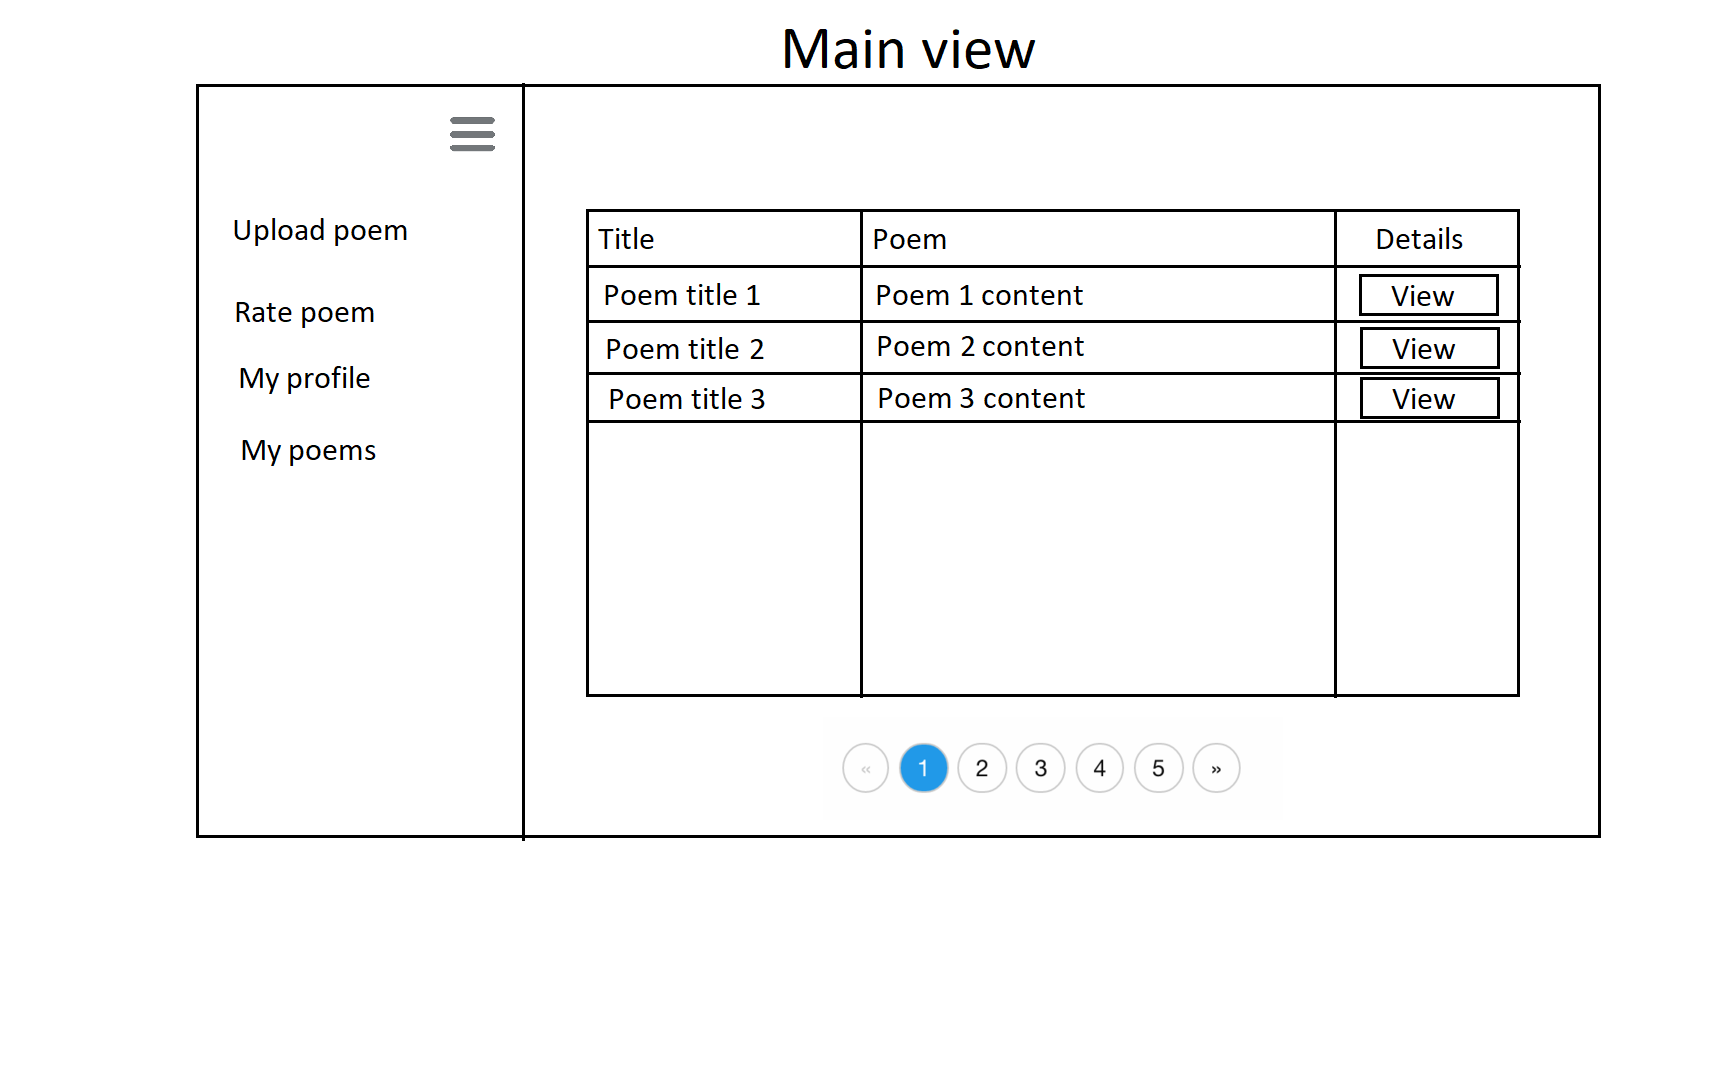 Main view
Upload poem
Rate poem
My profile
My poems
Title Poem Details
Poem title 1 Poem 1 content View
Poem title 2 Poem 2 content View
Poem title 3 Poem 3 content View
« 1 2 3 4 5 »